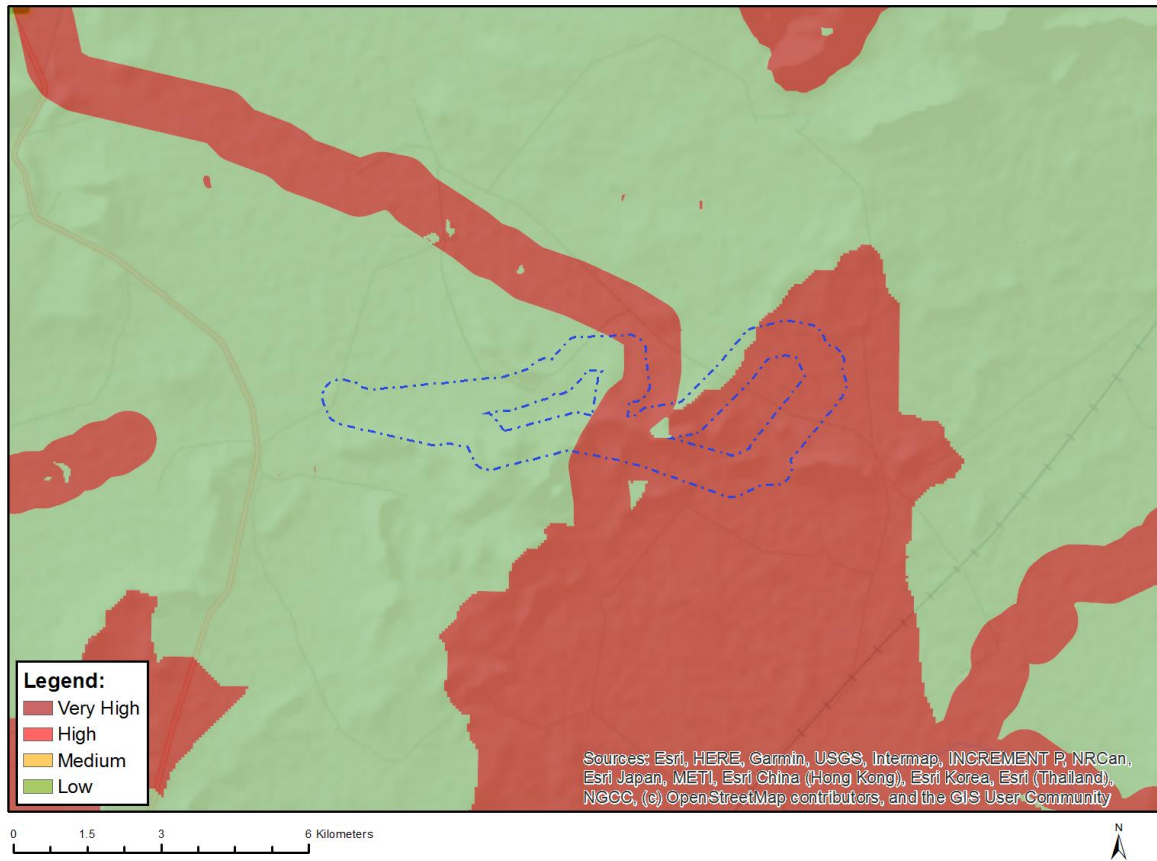 Legend:
Very High
High
Medium
Low
Sources: Esri, HERE, Garmin, USGS, Intermap, INCREMENT P, NRCan,
Esri Japan, METI, Esri China (Hong Kong), Esri Korea, Esri (Thailand),
NGCC, (c) OpenStreetMap contributors, and the GIS User Community
0 1.5 3 6 Kilometers
N